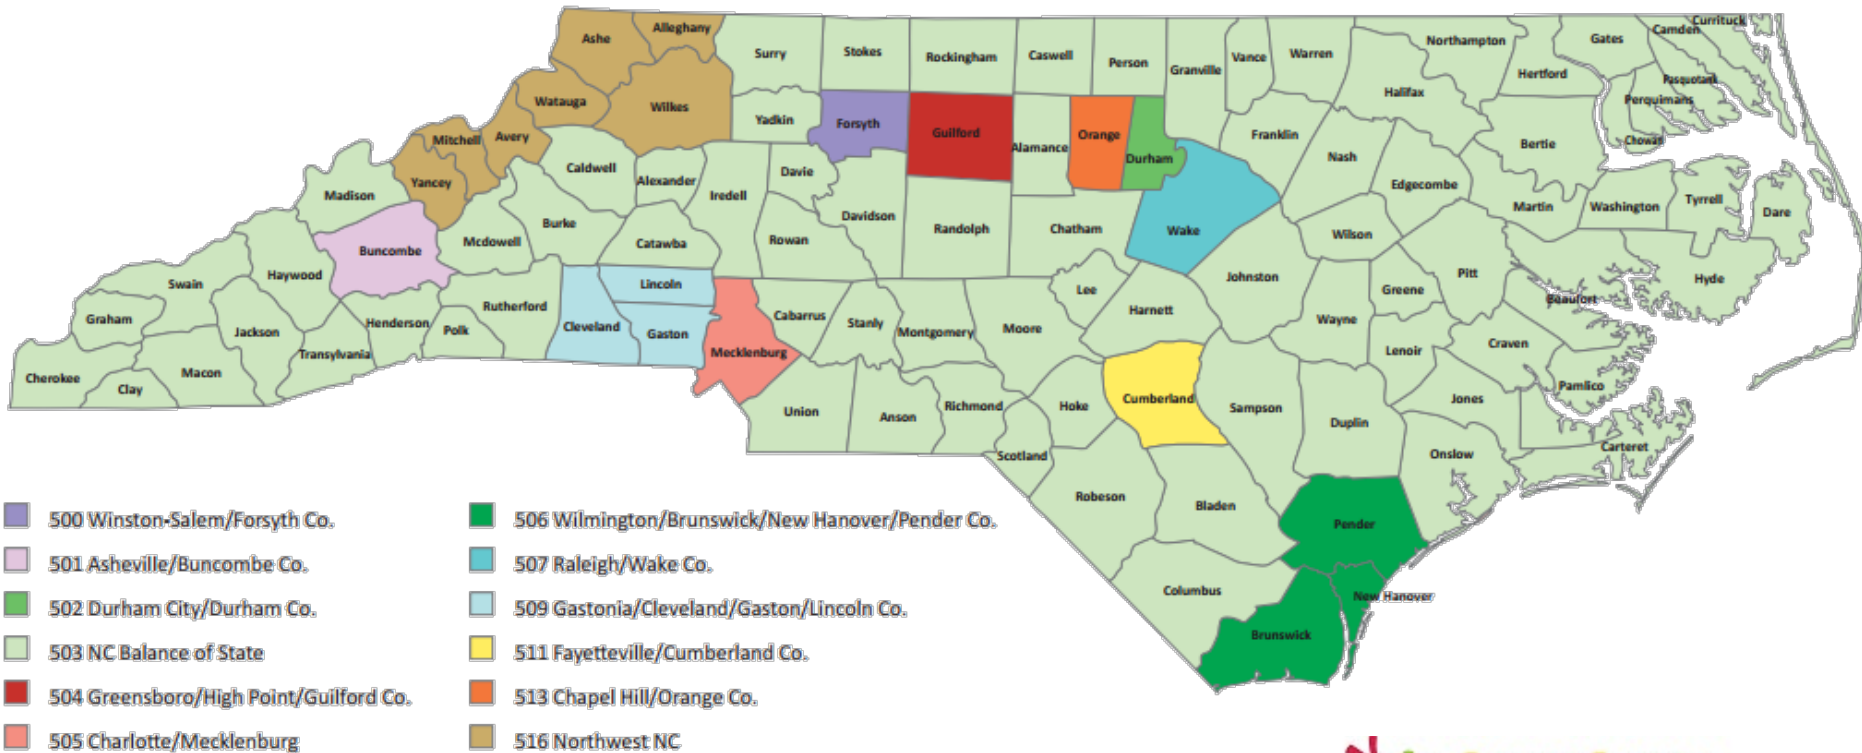 Ashe
Alleghany
Surry
Stokes
Rockingham
Caswell
Person
Granville
Vance
Warren
Northampton
Gates
Camden
Currituck
Hertford
Halifax
Pasquotank
Perquimans
Chowan
Watauga
Wilkes
Yadkin
Forsyth
Guilford
Alamance
Orange
Durham
Franklin
Nash
Edgecombe
Bertie
Mitchell
Avery
Yancey
Madison
Caldwell
Alexander
Iredell
Davie
Davidson
Randolph
Chatham
Wake
Wilson
Martin
Washington
Tyrrell
Dare
Buncombe
Mcdowell
Burke
Catawba
Rowan
Swain
Haywood
Rutherford
Lincoln
Johnston
Pitt
Hyde
Beaufort
Greene
Lee
Harnett
Graham
Jackson
Henderson
Polk
Cleveland
Gaston
Cabarrus
Stanly
Montgomery
Moore
Wayne
Lenoir
Craven
Transylvania
Mecklenburg
Cherokee
Clay
Macon
Pamlico
Union
Anson
Richmond
Hoke
Cumberland
Sampson
Duplin
Jones
Carteret
Onslow
Scotland
Robeson
Bladen
Pender
Columbus
New Hanover
Brunswick
500 Winston-Salem/Forsyth Co.
501 Asheville/Buncombe Co.
502 Durham City/Durham Co.
503 NC Balance of State
504 Greensboro/High Point/Guilford Co.
505 Charlotte/Mecklenburg
506 Wilmington/Brunswick/New Hanover/Pender Co.
507 Raleigh/Wake Co.
509 Gastonia/Cleveland/Gaston/Lincoln Co.
511 Fayetteville/Cumberland Co.
513 Chapel Hill/Orange Co.
516 Northwest NC